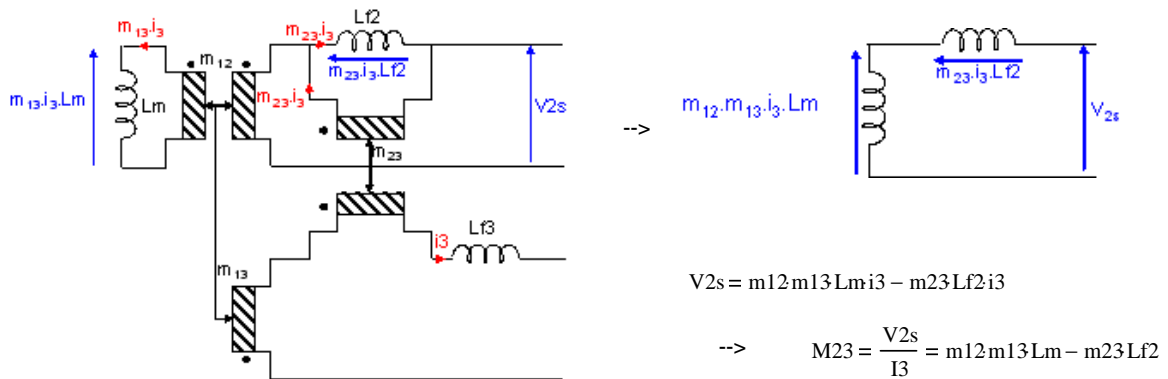 m13.i3
m12
Lf2
m23.i3
m23.i3.Lf2
m13.i3.Lm
Lm
m23.i3
V2s
m23
Lf3
i3
m13
-->
m12.m13.i3.Lm
m23.i3.Lf2
V2s
V2s = m12·m13·Lm·i3 − m23·Lf2·i3
--> M23 = V2s / I3 = m12·m13·Lm − m23·Lf2